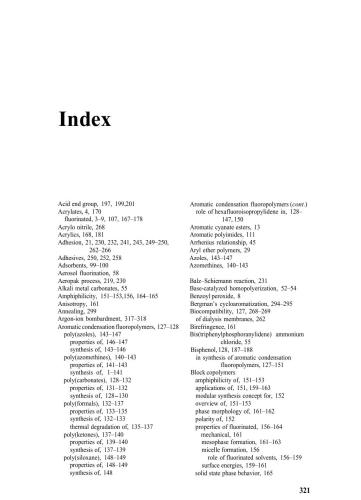 Index
Acid end group, 197, 199,201
Acrylates, 4, 170
fluorinated, 3–9, 107, 167–178
Acrylo nitrile, 268
Acrylics, 168, 181
Adhesion, 21, 230, 232, 241, 243, 249–250,
262–266
Adhesives, 250, 252, 258
Adsorbents, 99–100
Aerosol fluorination, 58
Aeropak process, 219, 230
Alkali metal carbonates, 55
Amphiphilicity, 151–153,156, 164–165
Anisotropy, 161
Annealing, 299
Argon-ion bombardment, 317–318
Aromatic condensation fluoropolymers, 127–128
poly(azoles), 143–147
properties of, 146–147
synthesis of, 143–146
poly(azomethines), 140–143
properties of, 141–143
synthesis of, 1–141
poly(carbonates), 128–132
properties of, 131–132
synthesis of, 128–130
poly(formals), 132–137
properties of, 133–135
synthesis of, 132–133
thermal degradation of, 135–137
poly(ketones), 137–140
properties of, 139–140
synthesis of, 137–139
poly(siloxane), 148–149
properties of, 148–149
synthesis of, 148
Aromatic condensation fluoropolymers (cont.)
role of hexafluoroisopropylidene in, 128–
147, 150
Aromatic cyanate esters, 13
Aromatic polyimides, 111
Arrhenius relationship, 45
Aryl ether polymers, 29
Azoles, 143–147
Azomethines, 140–143
Balz–Schiemann reaction, 231
Base-catalyzed homopolyerization, 52–54
Benzoyl peroxide, 8
Bergman's cycloaromatization, 294–295
Biocompatibility, 127, 268–269
of dialysis membranes, 262
Birefringence, 161
Bis(triphenylphosphoranylidene) ammonium
chloride, 55
Bisphenol, 128, 187–188
in synthesis of aromatic condensation
fluoropolymers, 127–151
Block copolymers
amphiphilicity of, 151–153
applications of, 151, 159–163
modular synthesis concept for, 152
overview of, 151–153
phase morphology of, 161–162
polarity of, 152
properties of fluorinated, 156–164
mechanical, 161
mesophase formation, 161–163
micelle formation, 156
role of fluorinated solvents, 156–159
surface energies, 159–161
solid state phase behavior, 165
321